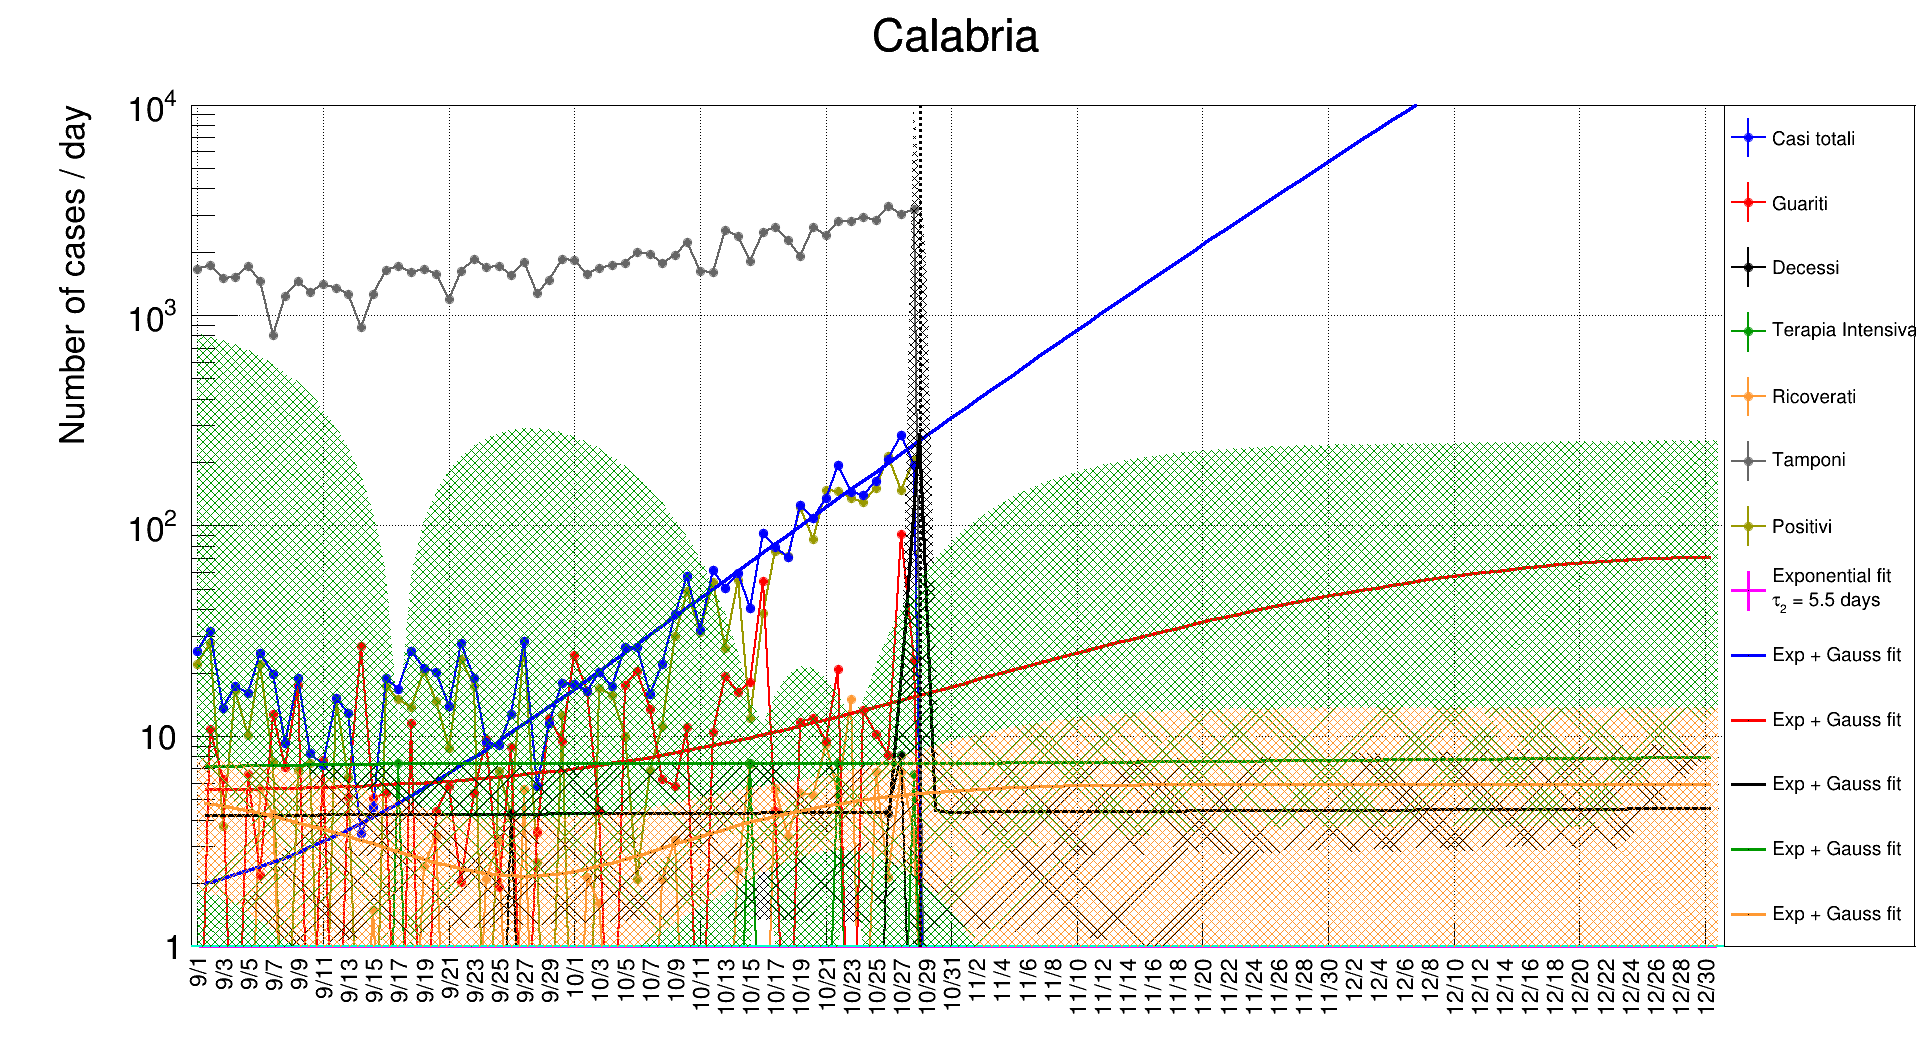 Calabria
Number of cases / day
10^4
10^3
10^2
10
1
9/1 9/3 9/5 9/7 9/9 9/11 9/13 9/15 9/17 9/19 9/21 9/23 9/25 9/27 9/29 10/1 10/3 10/5 10/7 10/9 10/11 10/13 10/15 10/17 10/19 10/21 10/23 10/25 10/27 10/29 10/31 11/2 11/4 11/6 11/8 11/10 11/12 11/14 11/16 11/18 11/20 11/22 11/24 11/26 11/28 11/30 12/2 12/4 12/6 12/8 12/10 12/12 12/14 12/16 12/18 12/20 12/22 12/24 12/26 12/28 12/30
Casi totali
Guariti
Decessi
Terapia Intensiva
Ricoverati
Tamponi
Positivi
Exponential fit
τ₂ = 5.5 days
Exp + Gauss fit
Exp + Gauss fit
Exp + Gauss fit
Exp + Gauss fit
Exp + Gauss fit